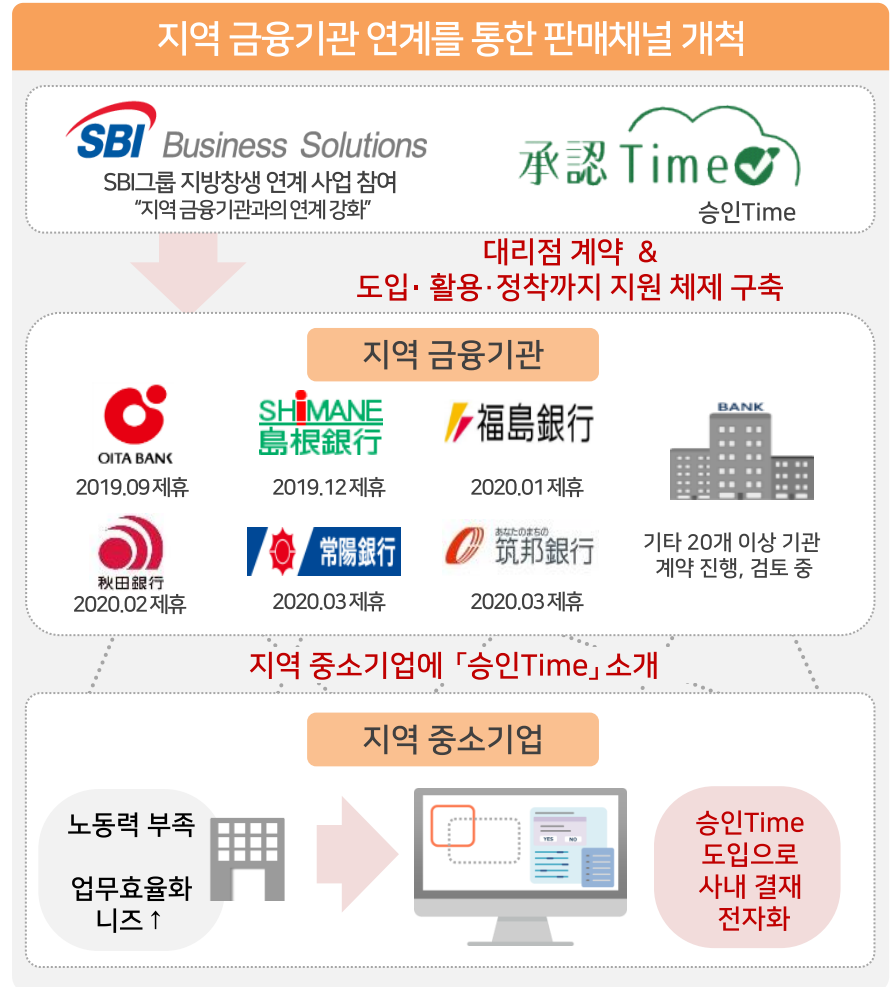 지역 금융기관 연계를 통한 판매채널 개척
SBI Business Solutions
SBI그룹 지방창생 연계 사업 참여
“지역 금융기관과의 연계 강화”
承認Time
승인Time
대리점 계약 &
도입· 활용·정착까지 지원 체제 구축
지역 금융기관
OITA BANK
2019.09 제휴
SHiMANE
島根銀行
2019.12 제휴
福島銀行
2020.01 제휴
BANK
기타 20개 이상 기관
계약 진행, 검토 중
秋田銀行
2020.02 제휴
常陽銀行
2020.03 제휴
あなたのまちの
筑邦銀行
2020.03 제휴
지역 중소기업에 「승인Time」 소개
지역 중소기업
노동력 부족
업무효율화
니즈 ↑
YES NO
승인Time
도입으로
사내 결재
전자화